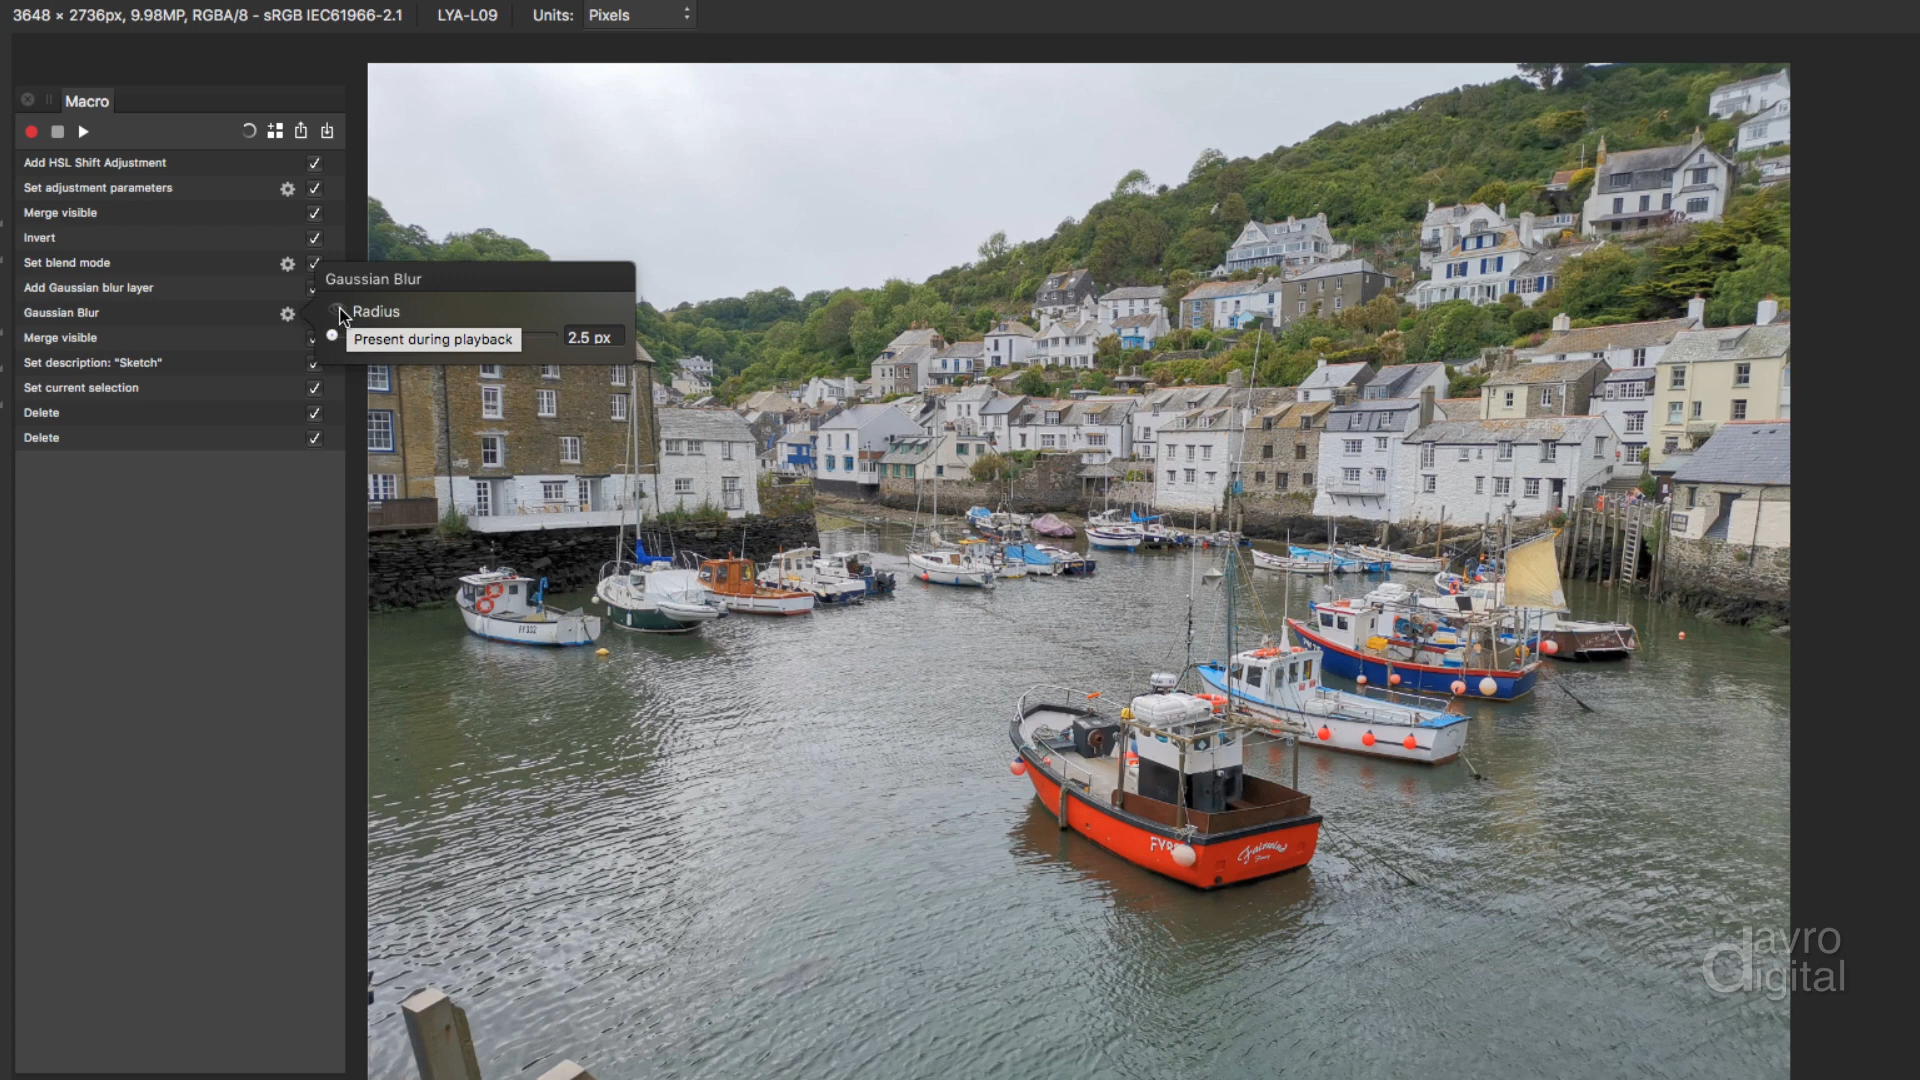 3648 × 2736px, 9.98MP, RGBA/8 - sRGB IEC61966-2.1 LYA-L09 Units: Pixels
Macro
Add HSL Shift Adjustment
Set adjustment parameters
Merge visible
Invert
Set blend mode
Add Gaussian blur layer
Gaussian Blur
Merge visible
Set description: "Sketch"
Set current selection
Delete
Delete
Gaussian Blur
Radius
2.5 px
Present during playback
Fairwind
davro
digital